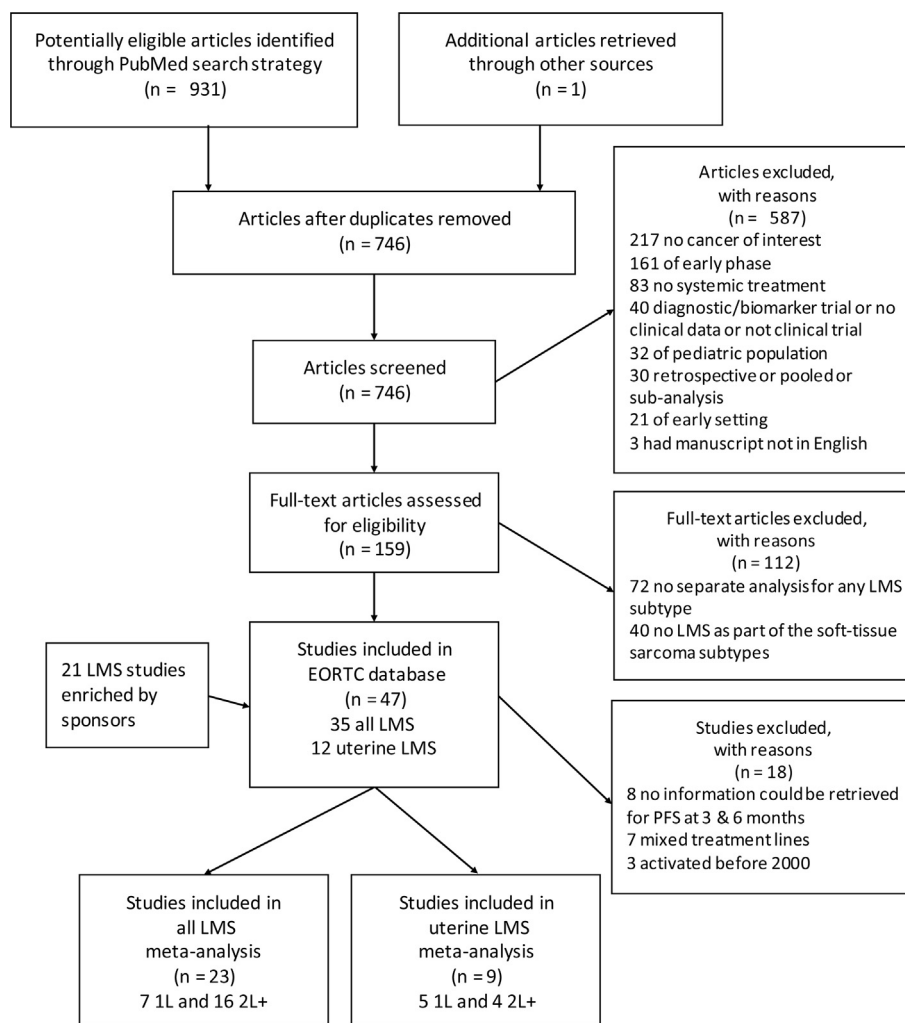 Potentially eligible articles identified
through PubMed search strategy
(n = 931)
Additional articles retrieved
through other sources
(n = 1)
Articles after duplicates removed
(n = 746)
Articles excluded,
with reasons
(n = 587)
217 no cancer of interest
161 of early phase
83 no systemic treatment
40 diagnostic/biomarker trial or no
clinical data or not clinical trial
32 of pediatric population
30 retrospective or pooled or
sub-analysis
21 of early setting
3 had manuscript not in English
Articles screened
(n = 746)
Full-text articles assessed
for eligibility
(n = 159)
Full-text articles excluded,
with reasons
(n = 112)
72 no separate analysis for any LMS
subtype
40 no LMS as part of the soft-tissue
sarcoma subtypes
21 LMS studies
enriched by
sponsors
Studies included in
EORTC database
(n = 47)
35 all LMS
12 uterine LMS
Studies excluded,
with reasons
(n = 18)
8 no information could be retrieved
for PFS at 3 & 6 months
7 mixed treatment lines
3 activated before 2000
Studies included in
all LMS
meta-analysis
(n = 23)
7 1L and 16 2L+
Studies included in
uterine LMS
meta-analysis
(n = 9)
5 1L and 4 2L+